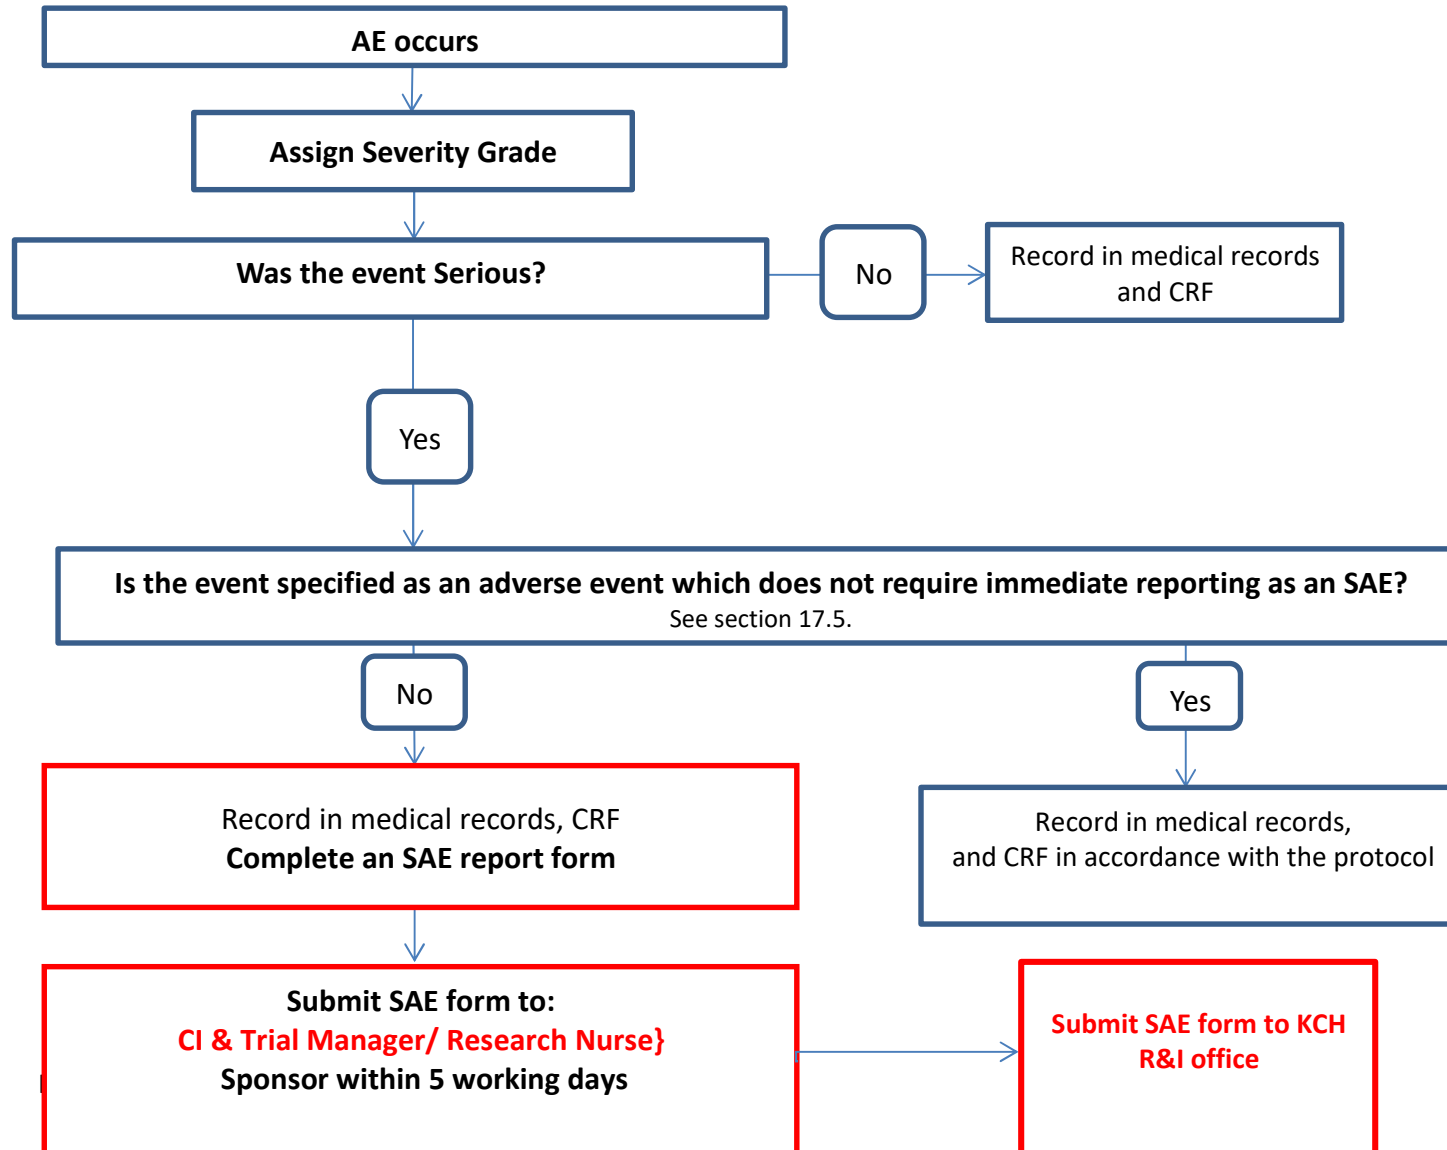 AE occurs
Assign Severity Grade
Was the event Serious?
No
Record in medical records
and CRF
Yes
Is the event specified as an adverse event which does not require immediate reporting as an SAE?
See section 17.5.
No
Yes
Record in medical records, CRF
Complete an SAE report form
Record in medical records,
and CRF in accordance with the protocol
Submit SAE form to:
CI & Trial Manager/ Research Nurse}
Sponsor within 5 working days
Submit SAE form to KCH
R&I office